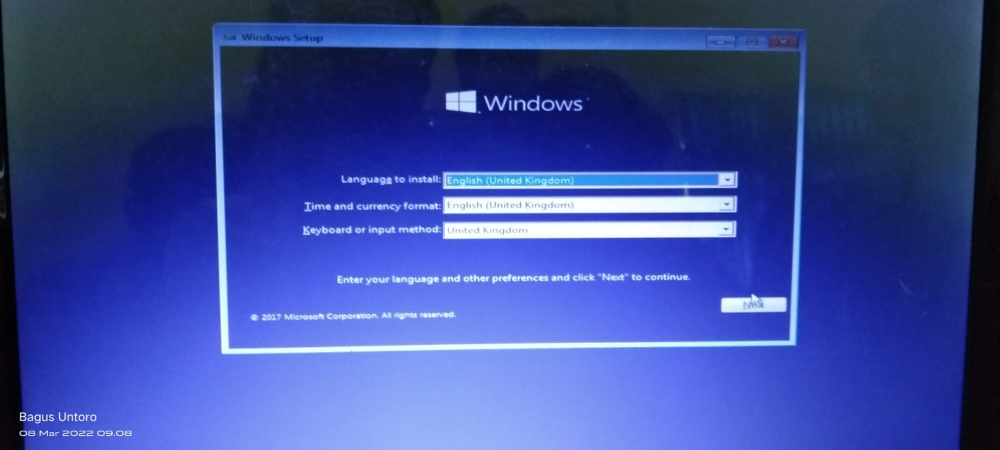 Windows Setup
Windows
Language to install: English (United Kingdom)
Time and currency format: English (United Kingdom)
Keyboard or input method: United Kingdom
Enter your language and other preferences and click "Next" to continue.
Next
© 2017 Microsoft Corporation. All rights reserved.
Bagus Untoro
08 Mar 2022 09.08